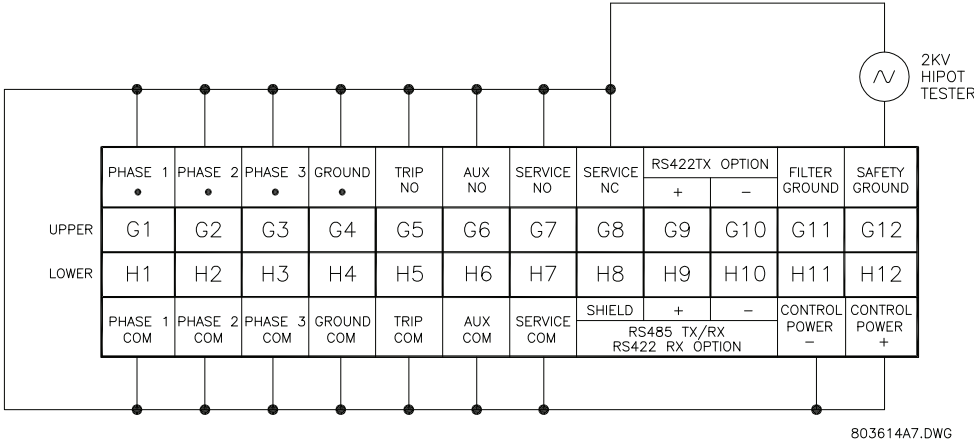 2KV
HIPOT
TESTER
PHASE 1 PHASE 2 PHASE 3 GROUND TRIP NO AUX NO SERVICE NO SERVICE NC RS422TX OPTION + − FILTER GROUND SAFETY GROUND
UPPER G1 G2 G3 G4 G5 G6 G7 G8 G9 G10 G11 G12
LOWER H1 H2 H3 H4 H5 H6 H7 H8 H9 H10 H11 H12
PHASE 1 COM PHASE 2 COM PHASE 3 COM GROUND COM TRIP COM AUX COM SERVICE COM SHIELD + − RS485 TX/RX RS422 RX OPTION CONTROL POWER − CONTROL POWER +
803614A7.DWG